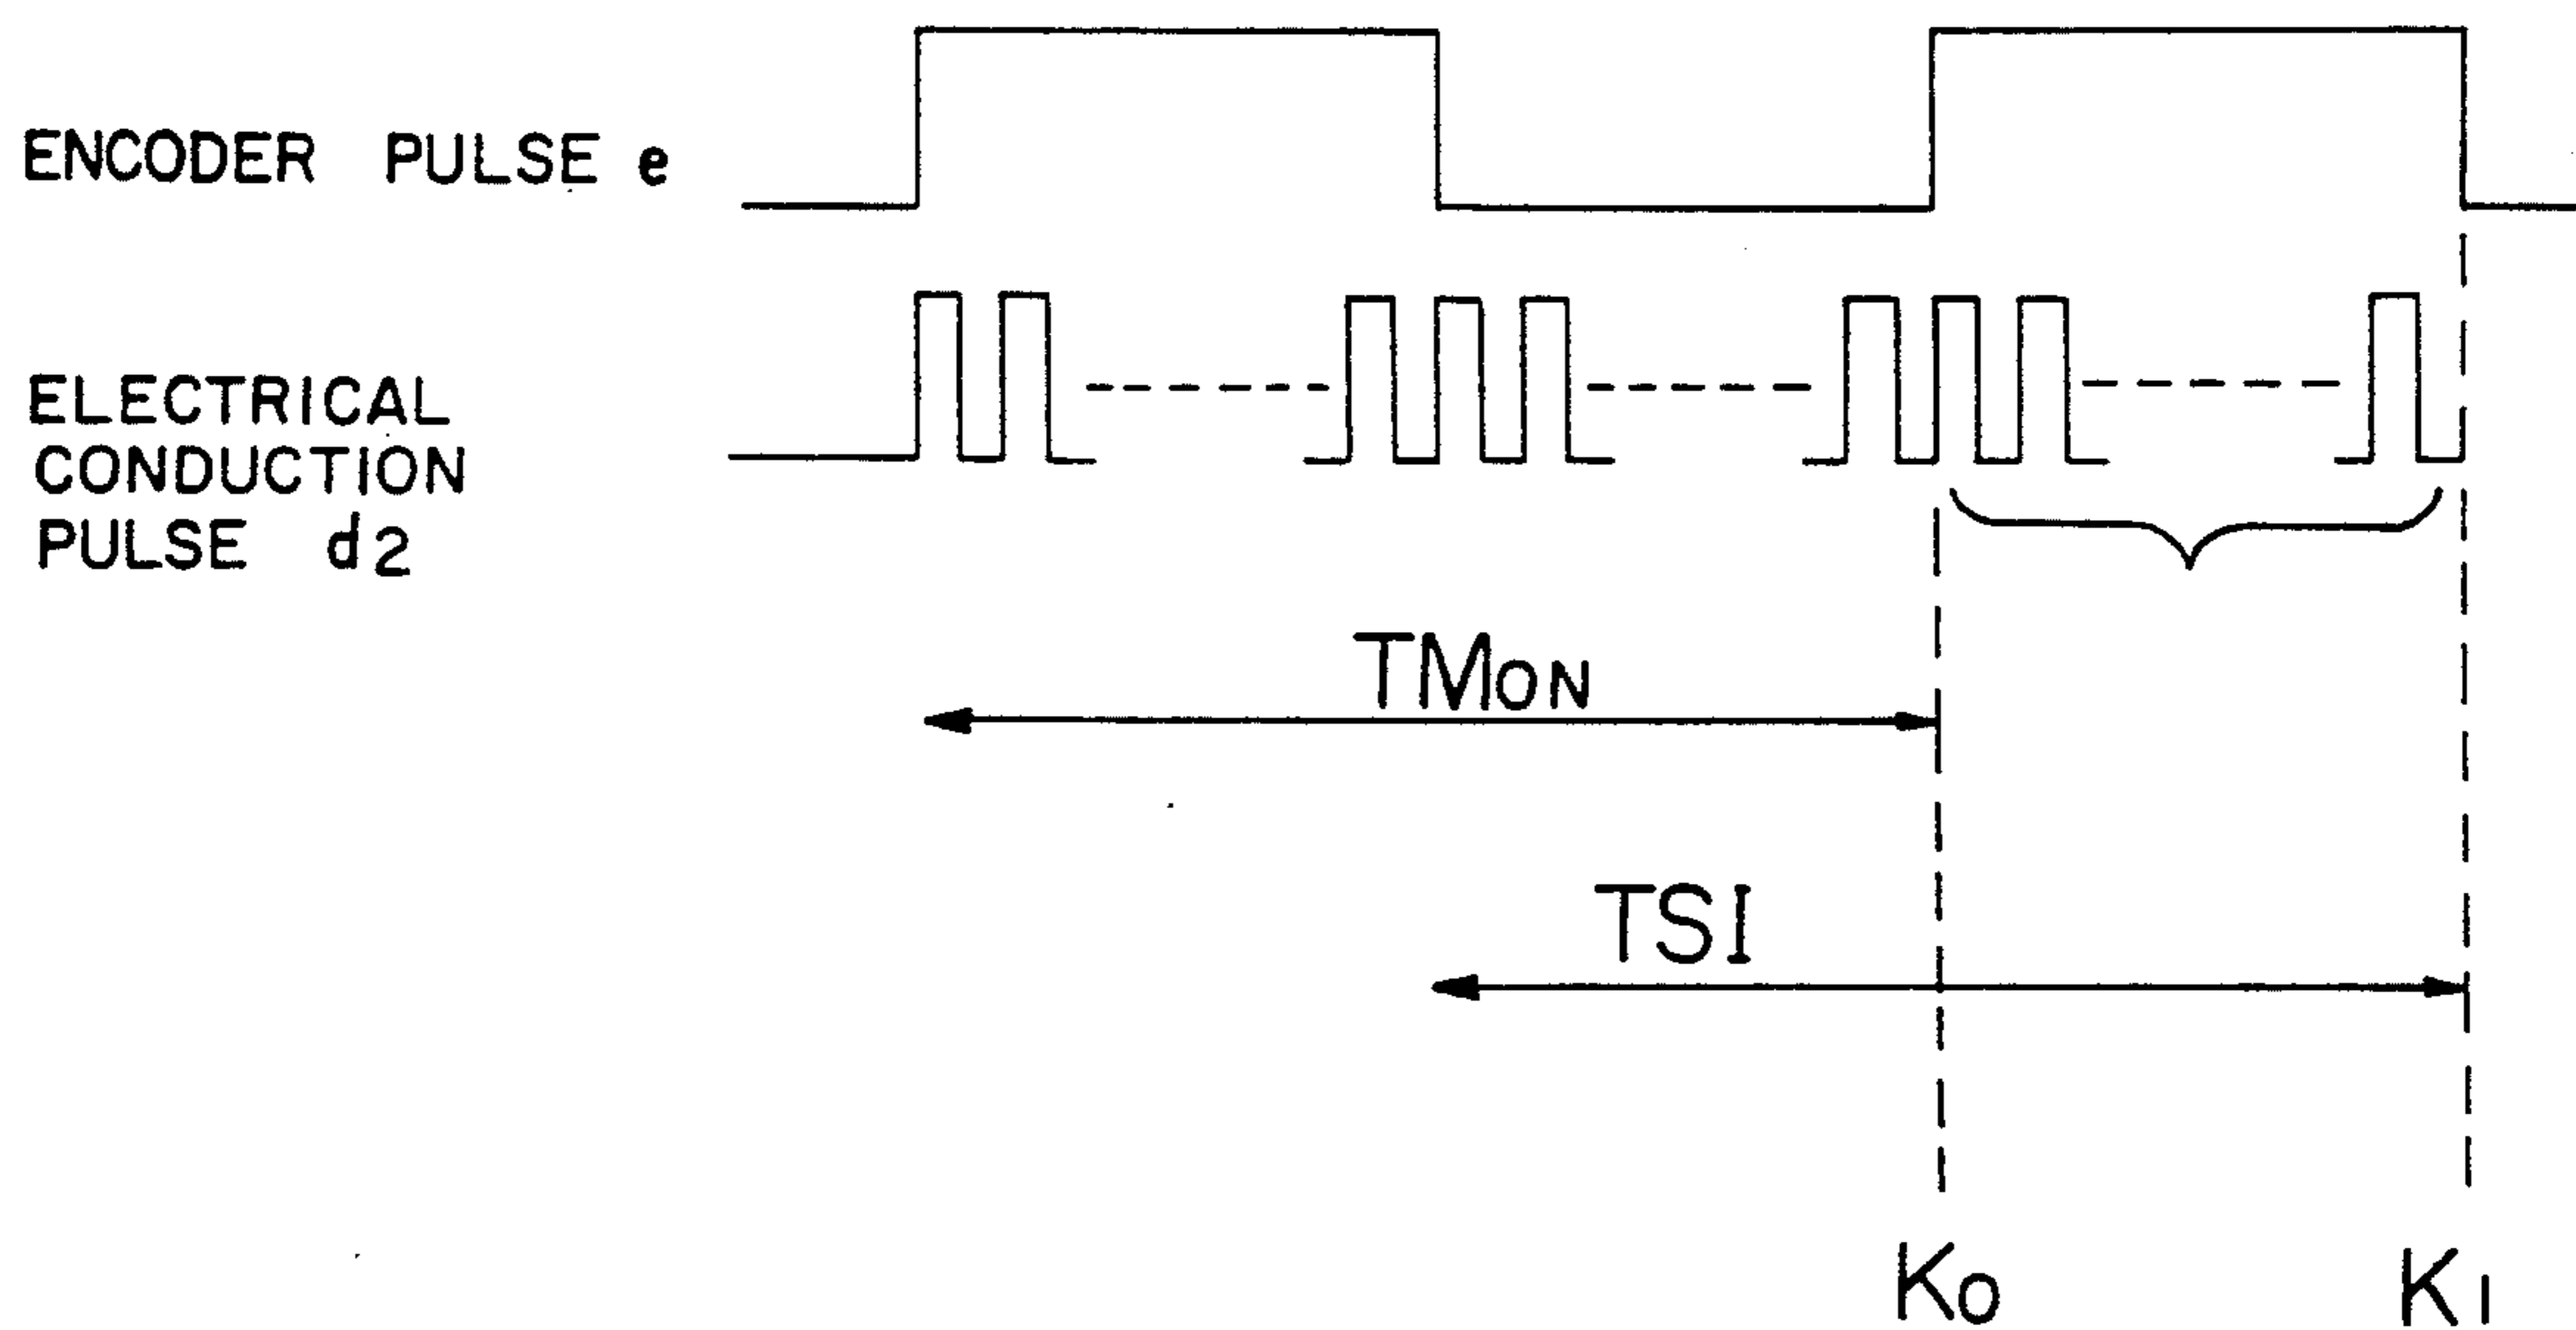 ENCODER PULSE e
ELECTRICAL
CONDUCTION
PULSE d2
TMON
TSI
K0
K1